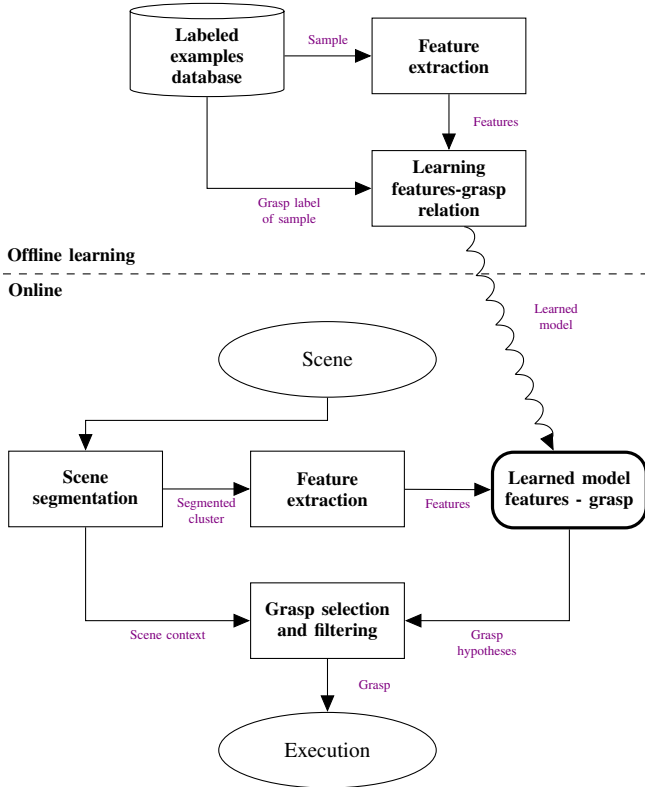 Labeled
examples
database
Sample
Feature
extraction
Features
Learning
features-grasp
relation
Grasp label
of sample
Offline learning
Online
Learned
model
Scene
Scene
segmentation
Segmented
cluster
Feature
extraction
Features
Learned model
features - grasp
Scene context
Grasp selection
and filtering
Grasp
hypotheses
Grasp
Execution